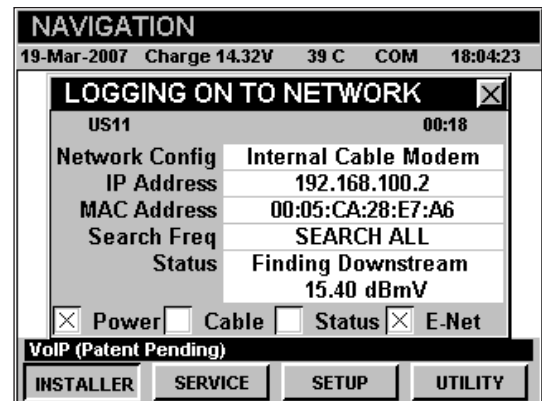 NAVIGATION
19-Mar-2007 Charge 14.32V 39 C COM 18:04:23
LOGGING ON TO NETWORK
US11 00:18
Network Config Internal Cable Modem
IP Address 192.168.100.2
MAC Address 00:05:CA:28:E7:A6
Search Freq SEARCH ALL
Status Finding Downstream
15.40 dBmV
Power Cable Status E-Net
VoIP (Patent Pending)
INSTALLER SERVICE SETUP UTILITY